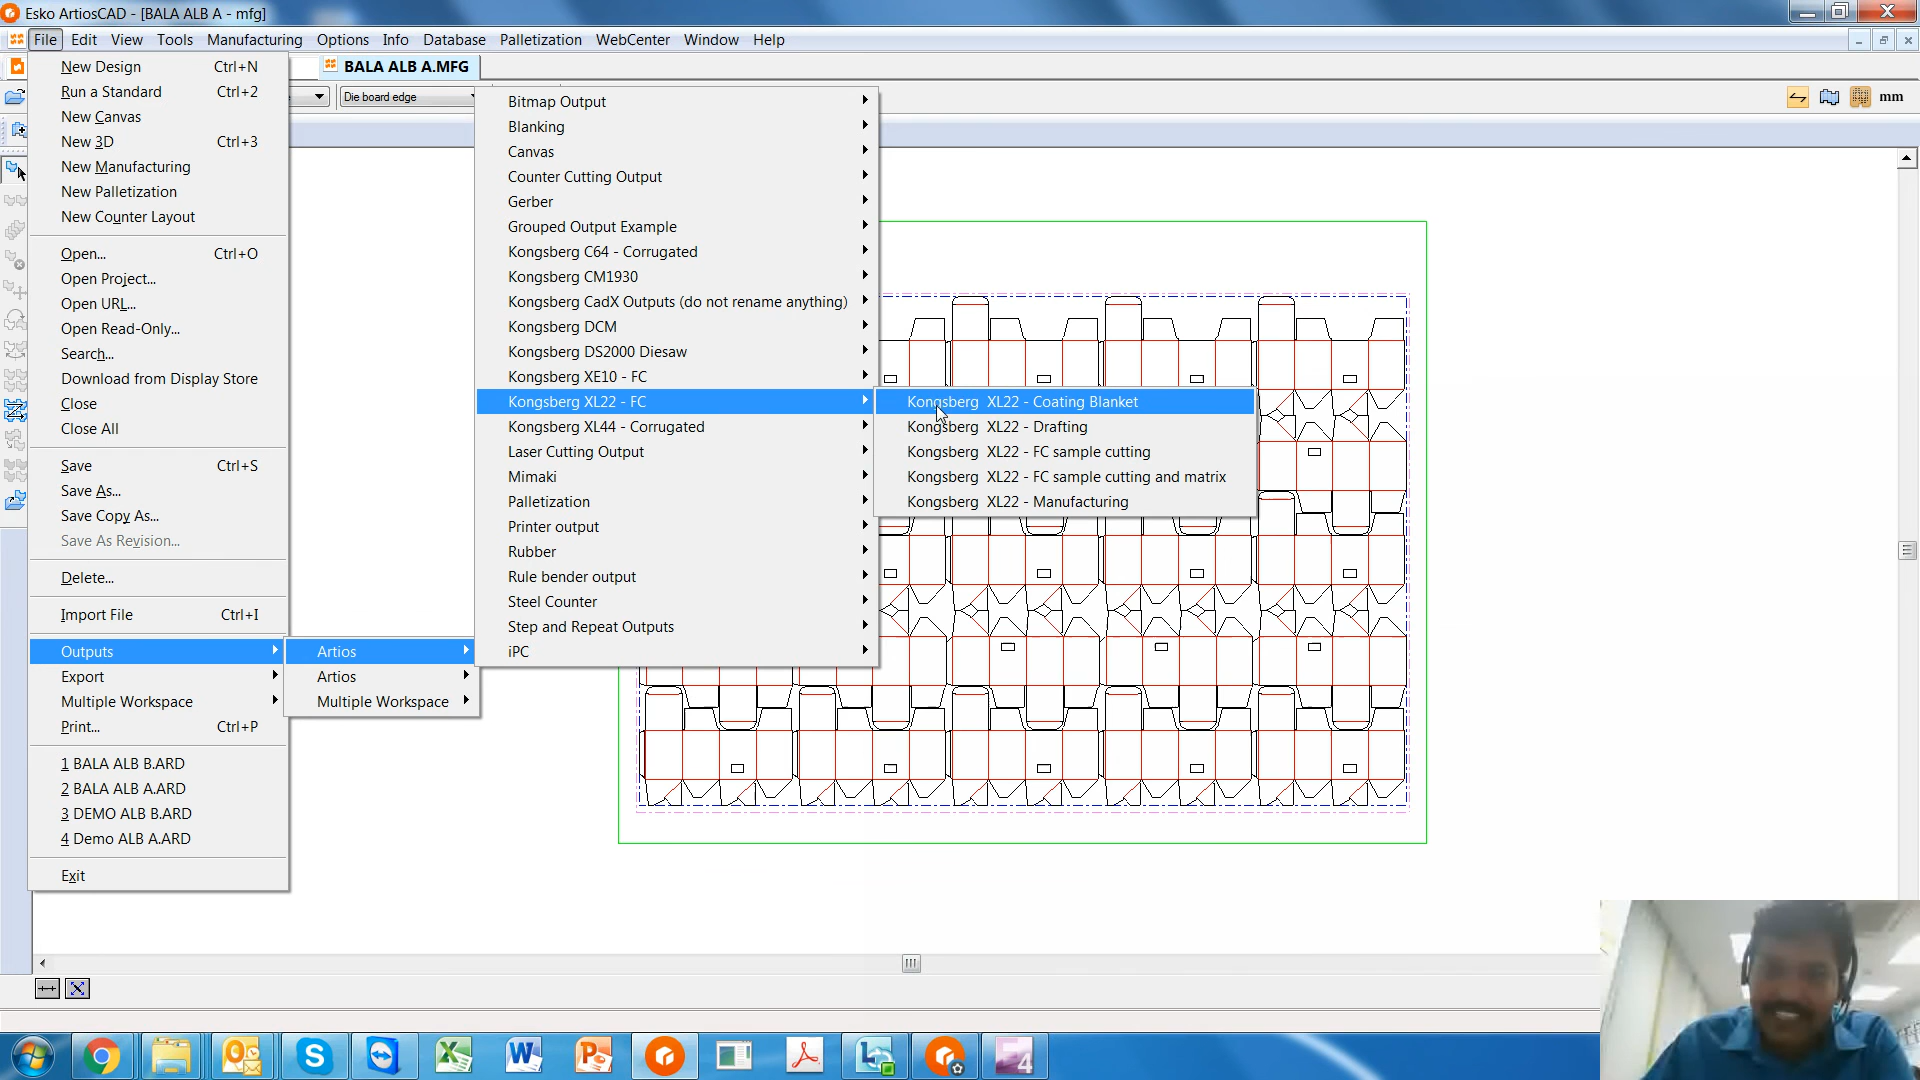 Esko ArtiosCAD - [BALA ALB A - mfg]
File Edit View Tools Manufacturing Options Info Database Palletization WebCenter Window Help
BALA ALB A.MFG
Die board edge
mm
New Design Ctrl+N
Run a Standard Ctrl+2
New Canvas
New 3D Ctrl+3
New Manufacturing
New Palletization
New Counter Layout
Open... Ctrl+O
Open Project...
Open URL...
Open Read-Only...
Search...
Download from Display Store
Close
Close All
Save Ctrl+S
Save As...
Save Copy As...
Save As Revision...
Delete...
Import File Ctrl+I
Outputs
Export
Multiple Workspace
Print... Ctrl+P
1 BALA ALB B.ARD
2 BALA ALB A.ARD
3 DEMO ALB B.ARD
4 Demo ALB A.ARD
Exit
Artios
Artios
Multiple Workspace
Bitmap Output
Blanking
Canvas
Counter Cutting Output
Gerber
Grouped Output Example
Kongsberg C64 - Corrugated
Kongsberg CM1930
Kongsberg CadX Outputs (do not rename anything)
Kongsberg DCM
Kongsberg DS2000 Diesaw
Kongsberg XE10 - FC
Kongsberg XL22 - FC
Kongsberg XL44 - Corrugated
Laser Cutting Output
Mimaki
Palletization
Printer output
Rubber
Rule bender output
Steel Counter
Step and Repeat Outputs
iPC
Kongsberg XL22 - Coating Blanket
Kongsberg XL22 - Drafting
Kongsberg XL22 - FC sample cutting
Kongsberg XL22 - FC sample cutting and matrix
Kongsberg XL22 - Manufacturing